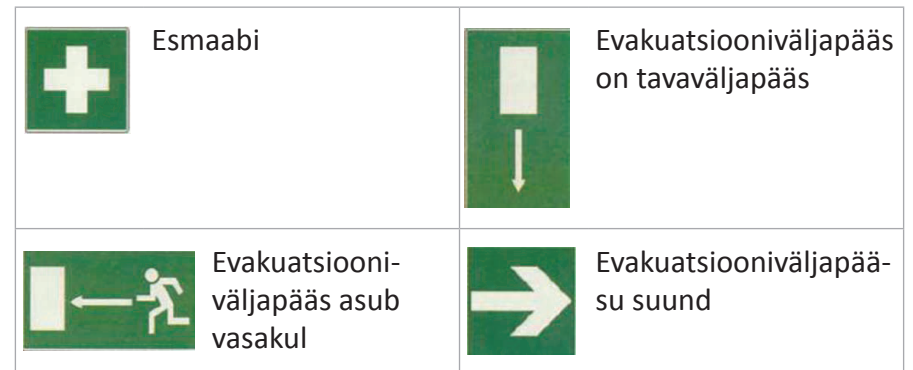 Esmaabi
Evakuatsiooniväljapääs
on tavaväljapääs
Evakuatsiooni-
väljapääs asub
vasakul
Evakuatsiooniväljapää-
su suund